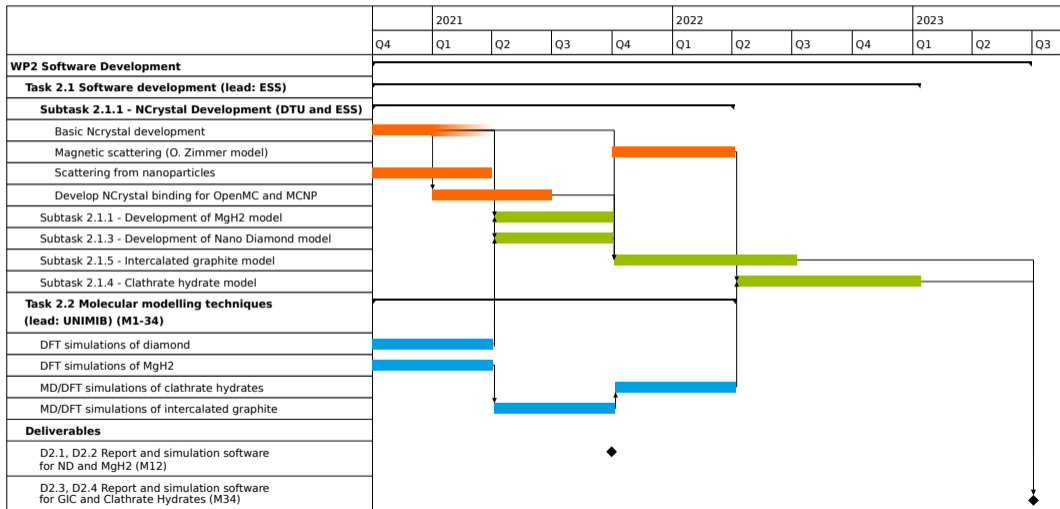 2021 2022 2023
Q4 Q1 Q2 Q3 Q4 Q1 Q2 Q3 Q4 Q1 Q2 Q3
WP2 Software Development
Task 2.1 Software development (lead: ESS)
Subtask 2.1.1 - NCrystal Development (DTU and ESS)
Basic Ncrystal development
Magnetic scattering (O. Zimmer model)
Scattering from nanoparticles
Develop NCrystal binding for OpenMC and MCNP
Subtask 2.1.1 - Development of MgH2 model
Subtask 2.1.3 - Development of Nano Diamond model
Subtask 2.1.5 - Intercalated graphite model
Subtask 2.1.4 - Clathrate hydrate model
Task 2.2 Molecular modelling techniques
(lead: UNIMIB) (M1-34)
DFT simulations of diamond
DFT simulations of MgH2
MD/DFT simulations of clathrate hydrates
MD/DFT simulations of intercalated graphite
Deliverables
D2.1, D2.2 Report and simulation software
for ND and MgH2 (M12)
D2.3, D2.4 Report and simulation software
for GIC and Clathrate Hydrates (M34)